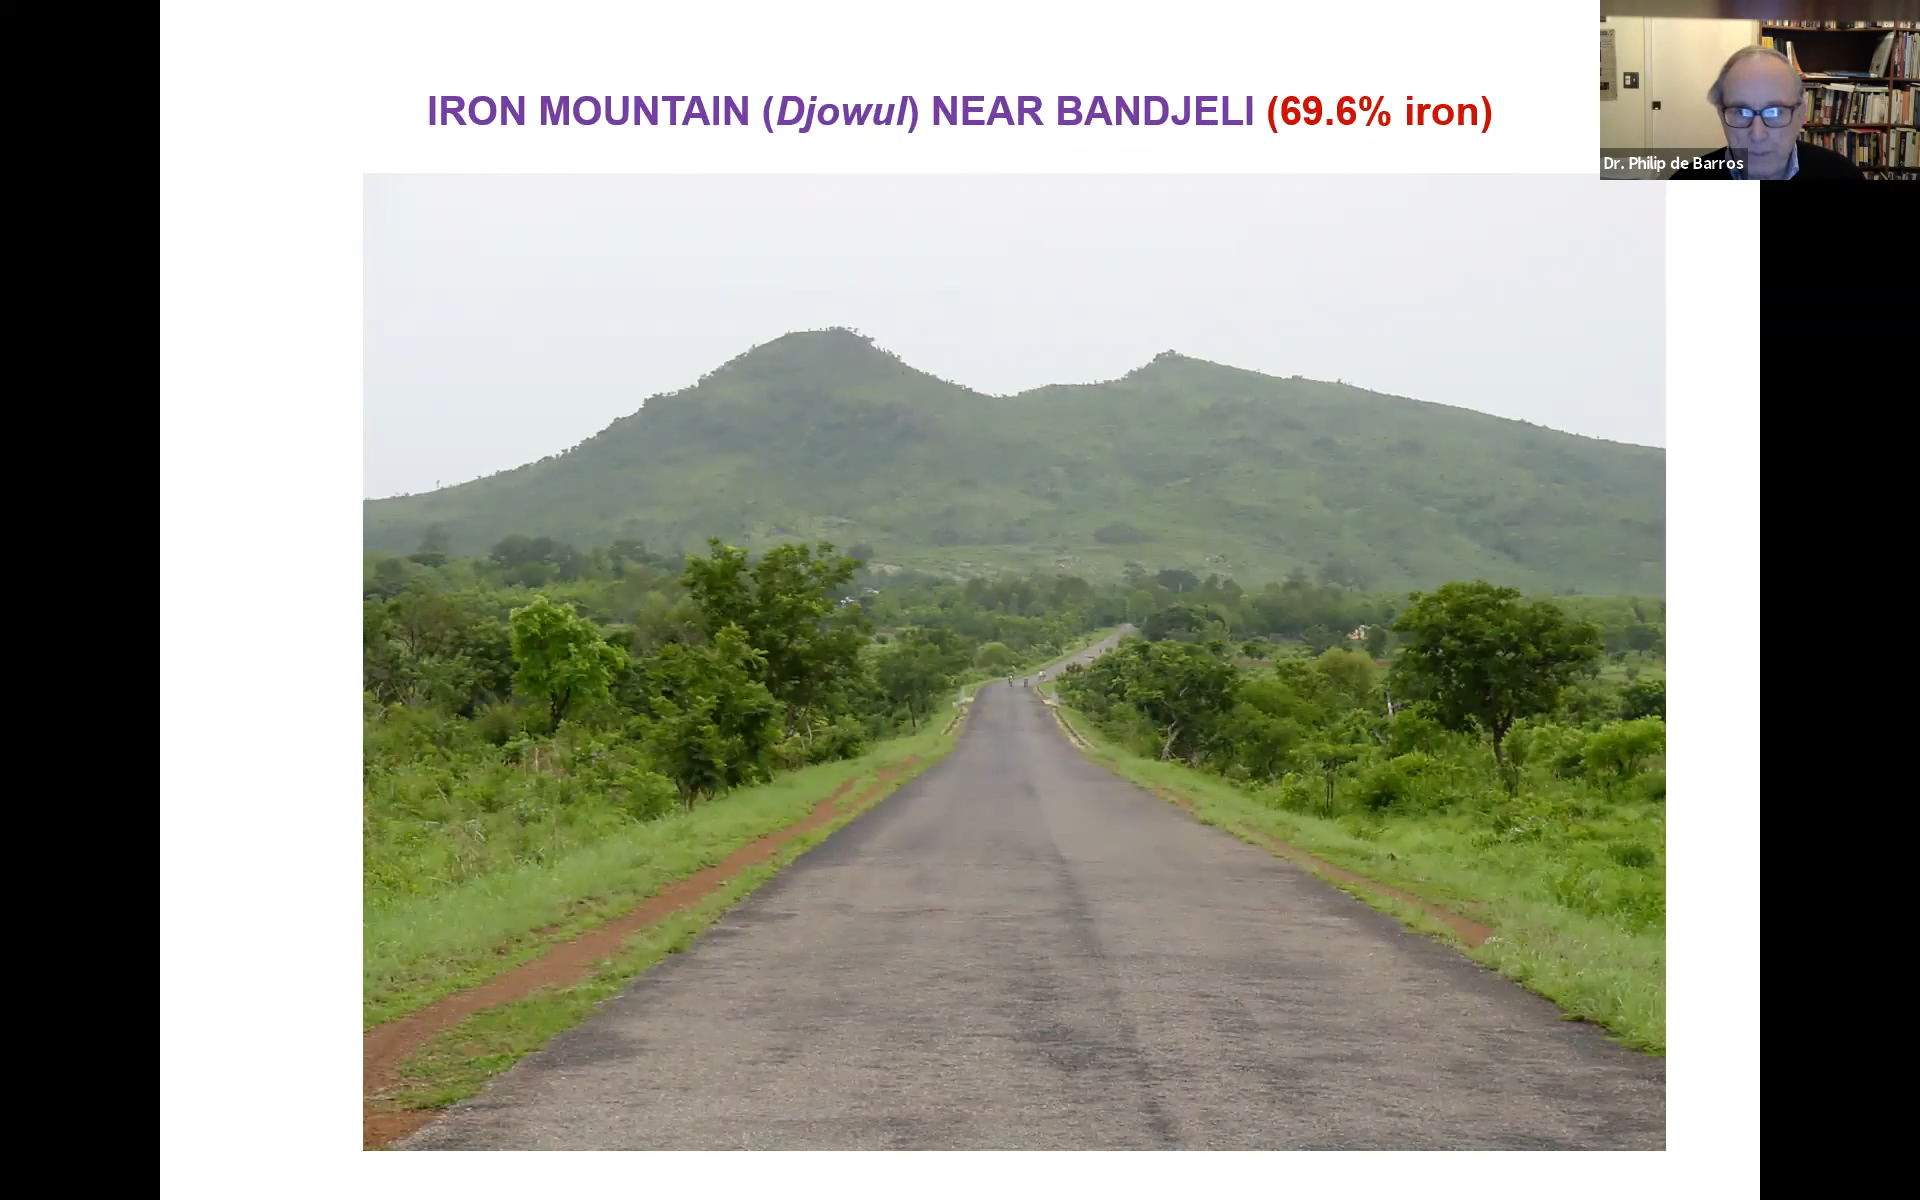 IRON MOUNTAIN (Djowul) NEAR BANDJELI (69.6% iron)
Dr. Philip de Barros